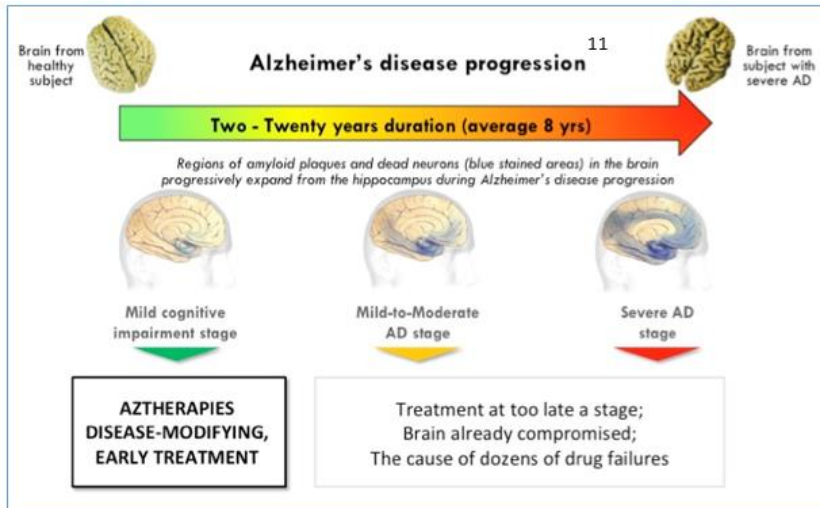 Brain from
healthy
subject
Alzheimer's disease progression 11
Brain from
subject with
severe AD
Two - Twenty years duration (average 8 yrs)
Regions of amyloid plaques and dead neurons (blue stained areas) in the brain
progressively expand from the hippocampus during Alzheimer's disease progression
Mild cognitive
impairment stage
Mild-to-Moderate
AD stage
Severe AD
stage
AZTHERAPIES
DISEASE-MODIFYING,
EARLY TREATMENT
Treatment at too late a stage;
Brain already compromised;
The cause of dozens of drug failures